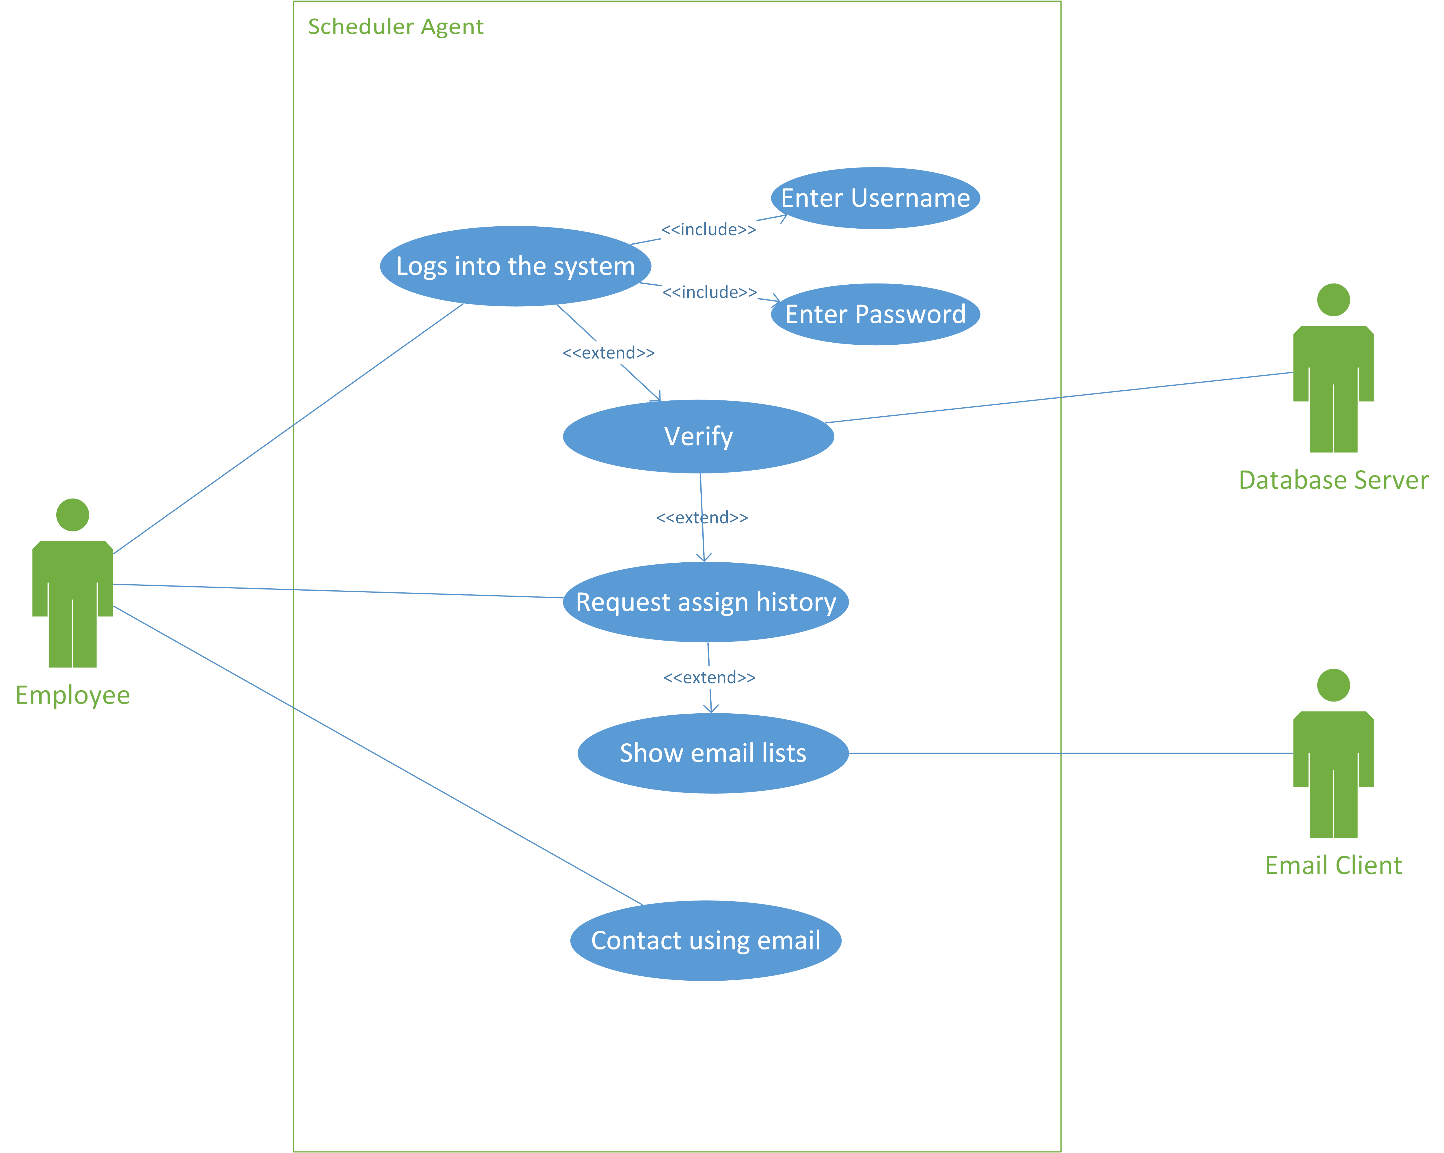 Scheduler Agent
Enter Username
<<include>>
Logs into the system
<<include>>
Enter Password
<<extend>>
Verify
Database Server
<<extend>>
Request assign history
<<extend>>
Employee
Show email lists
Email Client
Contact using email